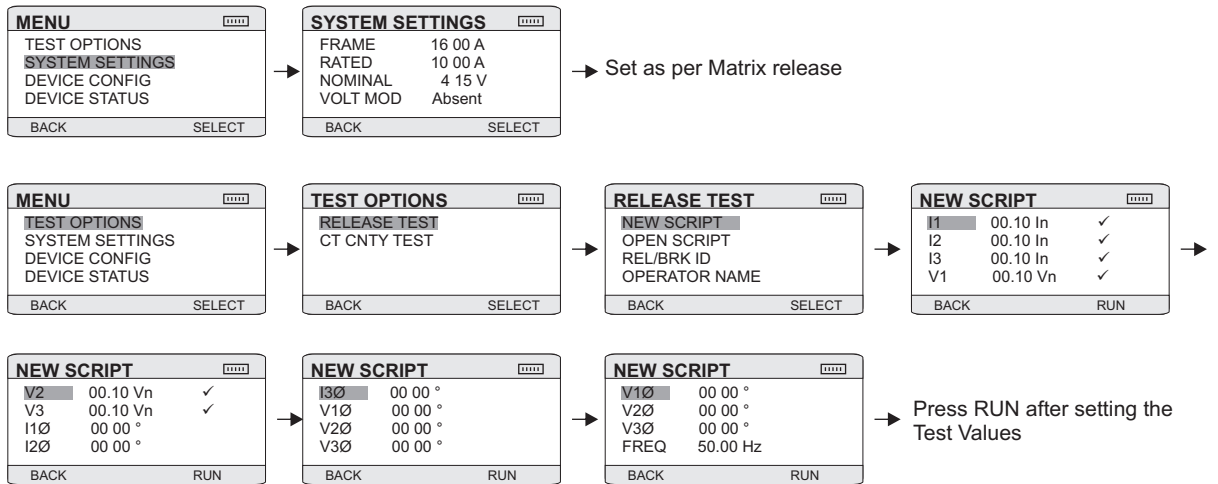 MENU
TEST OPTIONS
SYSTEM SETTINGS
DEVICE CONFIG
DEVICE STATUS
BACK SELECT
SYSTEM SETTINGS
FRAME 16 00 A
RATED 10 00 A
NOMINAL 4 15 V
VOLT MOD Absent
BACK SELECT
Set as per Matrix release
MENU
TEST OPTIONS
SYSTEM SETTINGS
DEVICE CONFIG
DEVICE STATUS
BACK SELECT
TEST OPTIONS
RELEASE TEST
CT CNTY TEST
BACK SELECT
RELEASE TEST
NEW SCRIPT
OPEN SCRIPT
REL/BRK ID
OPERATOR NAME
BACK SELECT
NEW SCRIPT
I1 00.10 In ✓
I2 00.10 In ✓
I3 00.10 In ✓
V1 00.10 Vn ✓
BACK RUN
NEW SCRIPT
V2 00.10 Vn ✓
V3 00.10 Vn ✓
I1Ø 00 00 °
I2Ø 00 00 °
BACK RUN
NEW SCRIPT
I3Ø 00 00 °
V1Ø 00 00 °
V2Ø 00 00 °
V3Ø 00 00 °
BACK RUN
NEW SCRIPT
V1Ø 00 00 °
V2Ø 00 00 °
V3Ø 00 00 °
FREQ 50.00 Hz
BACK RUN
Press RUN after setting the
Test Values